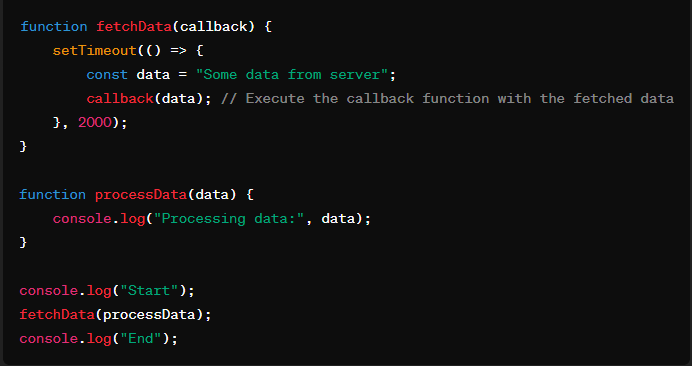 function fetchData(callback) {
    setTimeout(() => {
        const data = "Some data from server";
        callback(data); // Execute the callback function with the fetched data
    }, 2000);
}

function processData(data) {
    console.log("Processing data:", data);
}

console.log("Start");
fetchData(processData);
console.log("End");